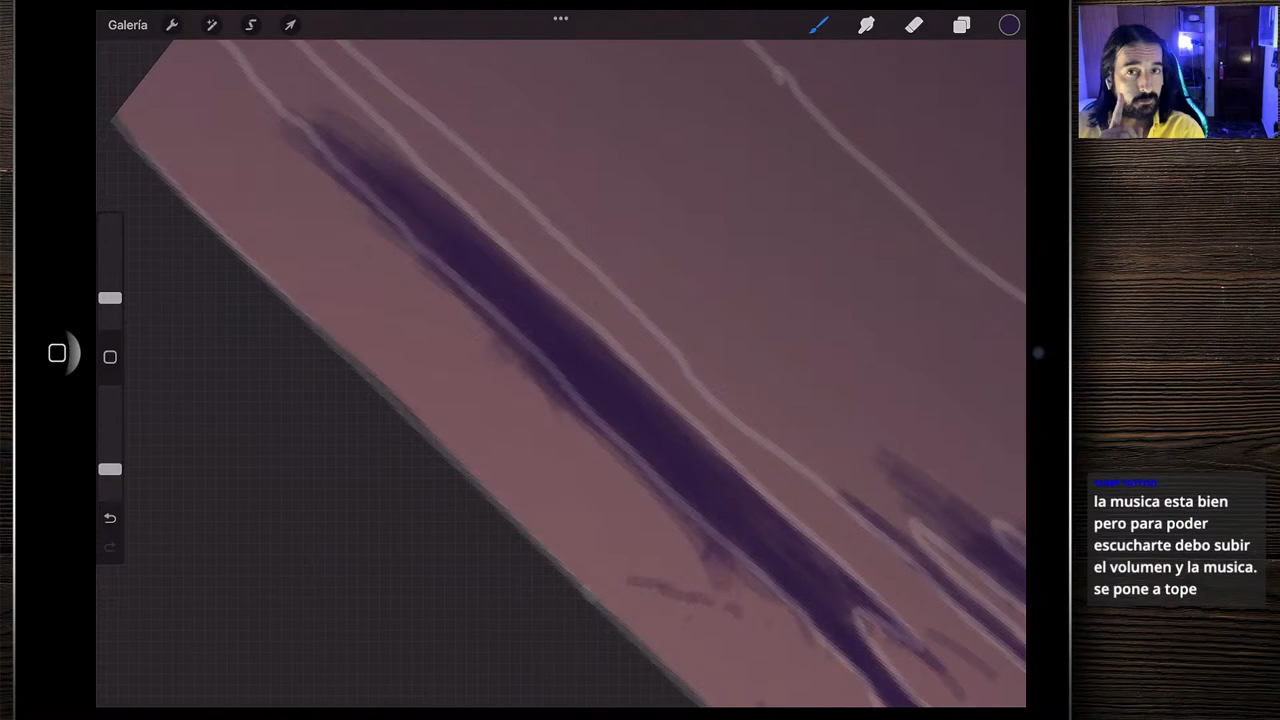 Galería
la musica esta bien
pero para poder
escucharte debo subir
el volumen y la musica.
se pone a tope